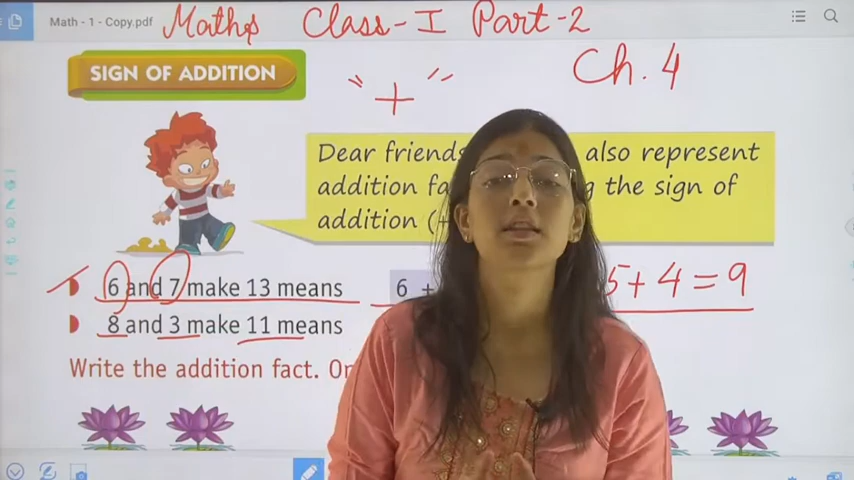 Math - 1 - Copy.pdf
Maths Class-I Part-2
SIGN OF ADDITION
" + "
Ch. 4
Dear friends also represent
addition the sign of
addition
6 and 7 make 13 means 6 + 5+4=9
8 and 3 make 11 means
Write the addition fact.